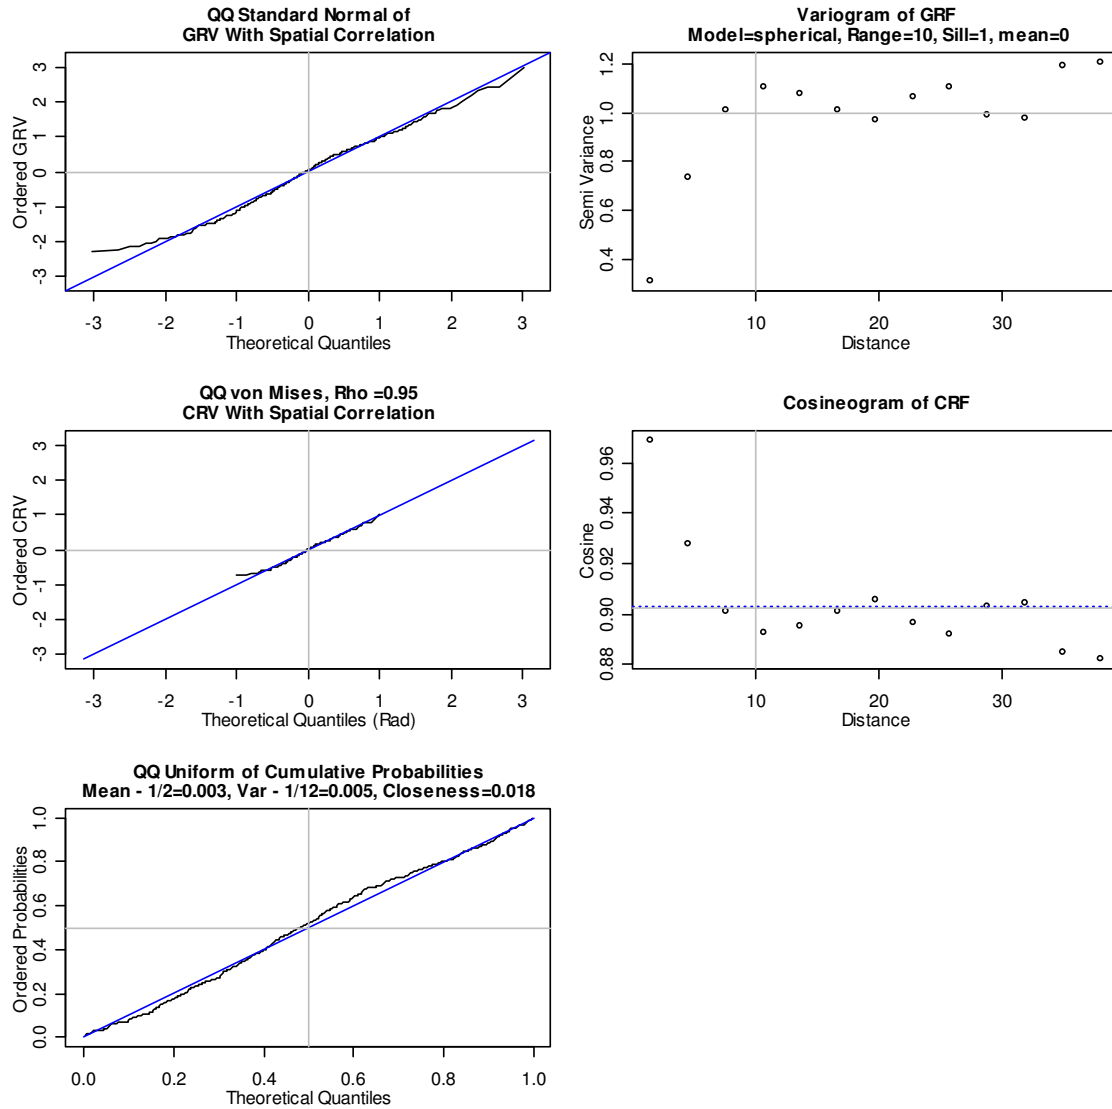 QQ Standard Normal of
GRV With Spatial Correlation
Ordered GRV
3
2
1
0
-1
-2
-3
-3 -2 -1 0 1 2 3
Theoretical Quantiles
Variogram of GRF
Model=spherical, Range=10, Sill=1, mean=0
Semi Variance
1.2
1.0
0.8
0.6
0.4
10 20 30
Distance
QQ von Mises, Rho =0.95
CRV With Spatial Correlation
Ordered CRV
3
2
1
0
-1
-2
-3
-3 -2 -1 0 1 2 3
Theoretical Quantiles (Rad)
Cosineogram of CRF
Cosine
0.96
0.94
0.92
0.90
0.88
10 20 30
Distance
QQ Uniform of Cumulative Probabilities
Mean - 1/2=0.003, Var - 1/12=0.005, Closeness=0.018
Ordered Probabilities
1.0
0.8
0.6
0.4
0.2
0.0
0.0 0.2 0.4 0.6 0.8 1.0
Theoretical Quantiles